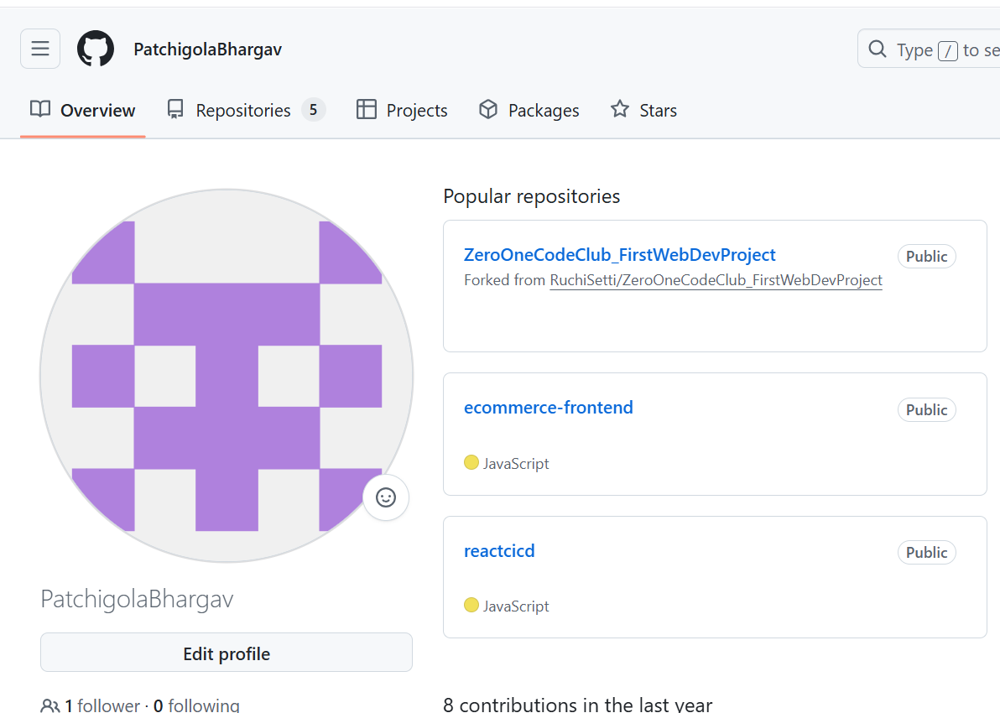 PatchigolaBhargav
Type / to se
Overview
Repositories 5
Projects
Packages
Stars
Popular repositories
ZeroOneCodeClub_FirstWebDevProject
Public
Forked from RuchiSetti/ZeroOneCodeClub_FirstWebDevProject
ecommerce-frontend
Public
JavaScript
reactcicd
Public
JavaScript
PatchigolaBhargav
Edit profile
1 follower · 0 following
8 contributions in the last year